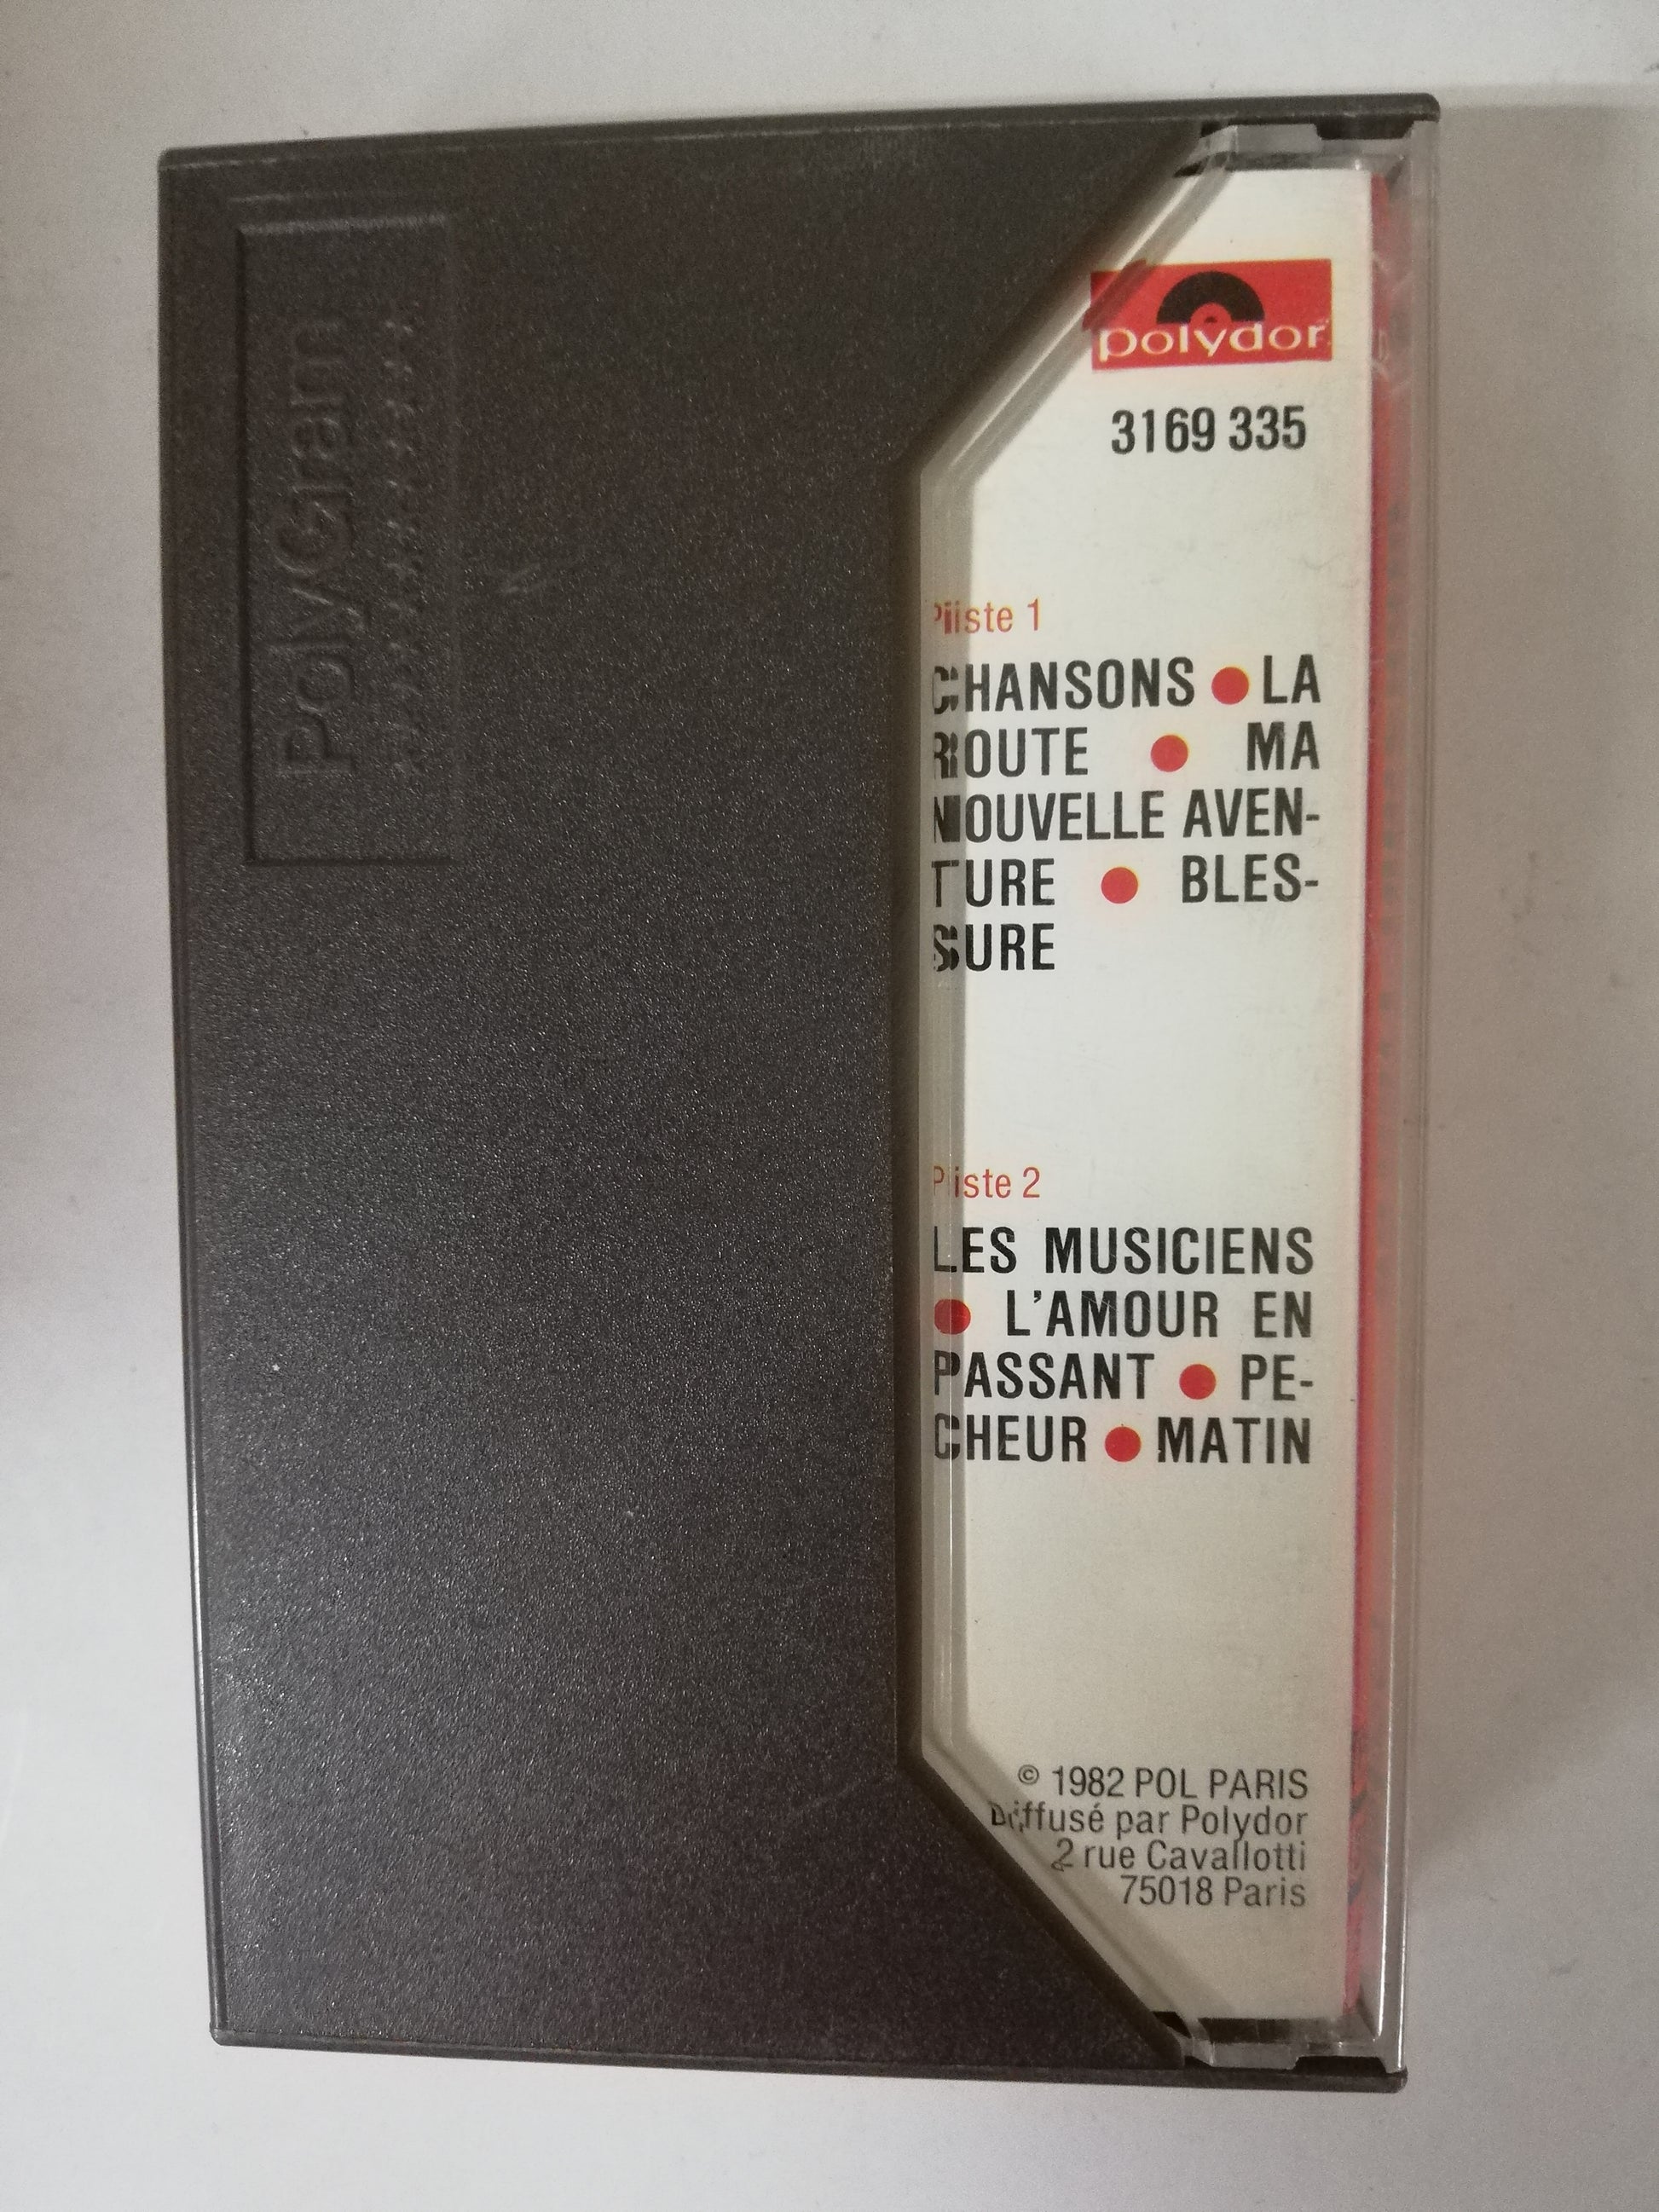 PolyGram
polydor
3169 335
Piste 1
CHANSONS ● LA
ROUTE ● MA
NOUVELLE AVEN-
TURE ● BLES-
SURE
Piste 2
LES MUSICIENS
● L'AMOUR EN
PASSANT ● PE-
CHEUR ● MATIN
© 1982 POL PARIS
Diffusé par Polydor
2 rue Cavallotti
75018 Paris